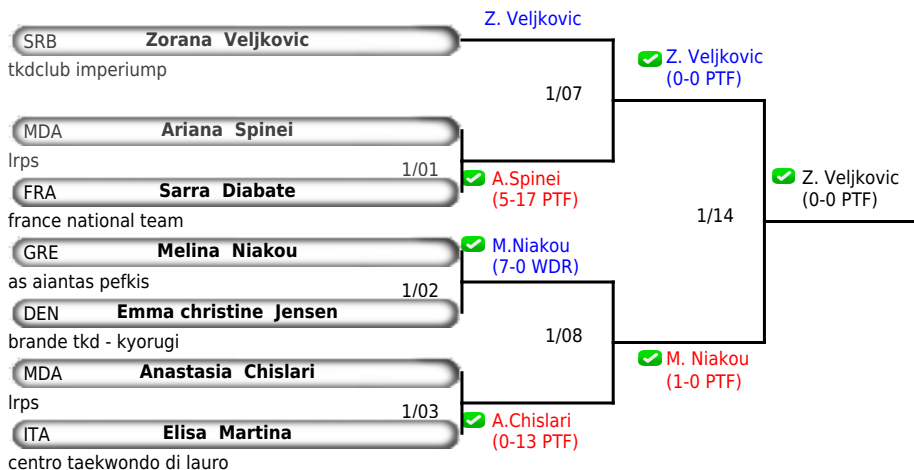 Z. Veljkovic
SRB Zorana Veljkovic
tkdclub imperiump
Z. Veljkovic
(0-0 PTF)
1/07
MDA Ariana Spinei
lrps
1/01
A.Spinei
(5-17 PTF)
FRA Sarra Diabate
france national team
Z. Veljkovic
(0-0 PTF)
1/14
GRE Melina Niakou
as aiantas pefkis
M.Niakou
(7-0 WDR)
1/02
DEN Emma christine Jensen
brande tkd - kyorugi
1/08
M. Niakou
(1-0 PTF)
MDA Anastasia Chislari
lrps
1/03
A.Chislari
(0-13 PTF)
ITA Elisa Martina
centro taekwondo di lauro